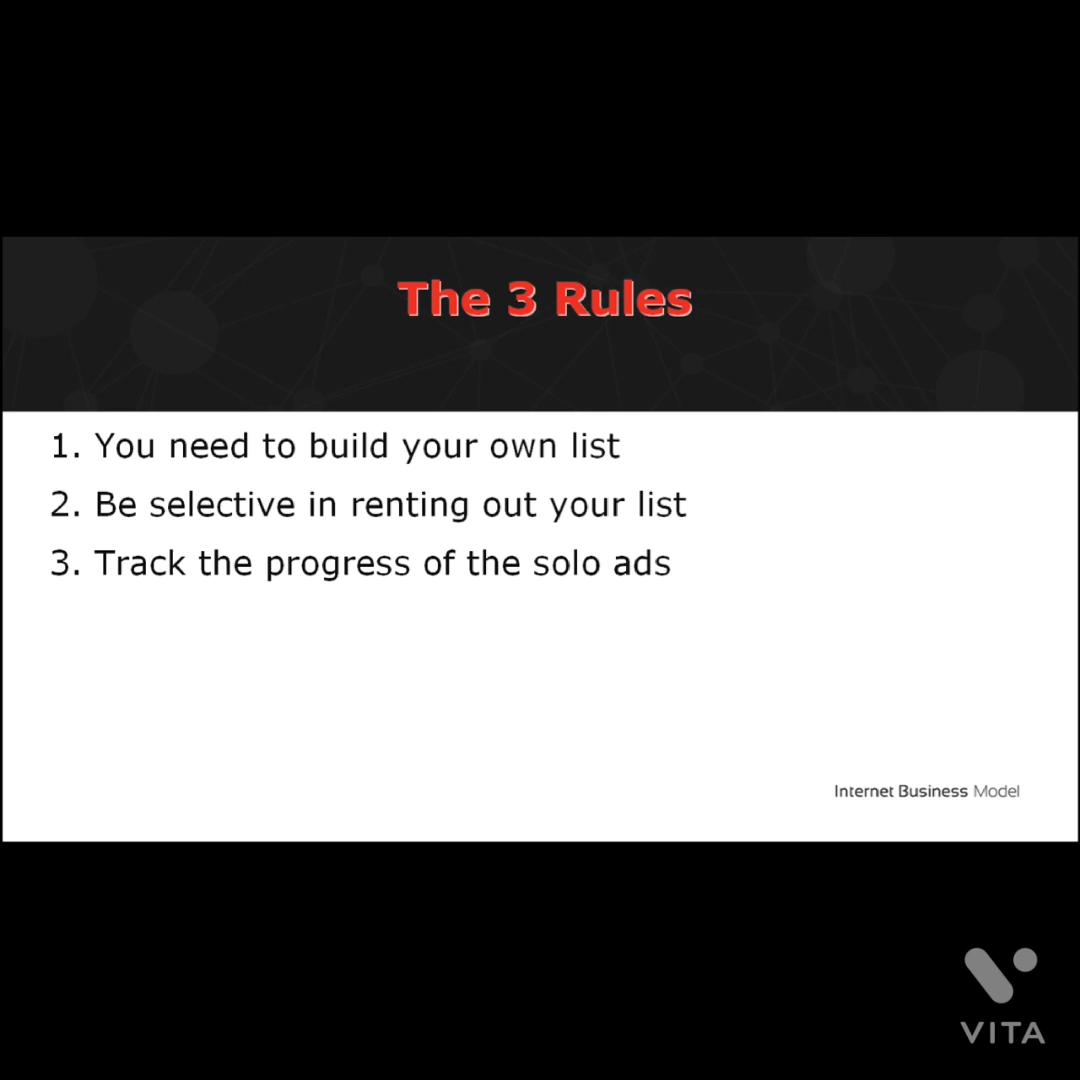 The 3 Rules
1. You need to build your own list
2. Be selective in renting out your list
3. Track the progress of the solo ads
Internet Business Model
VITA